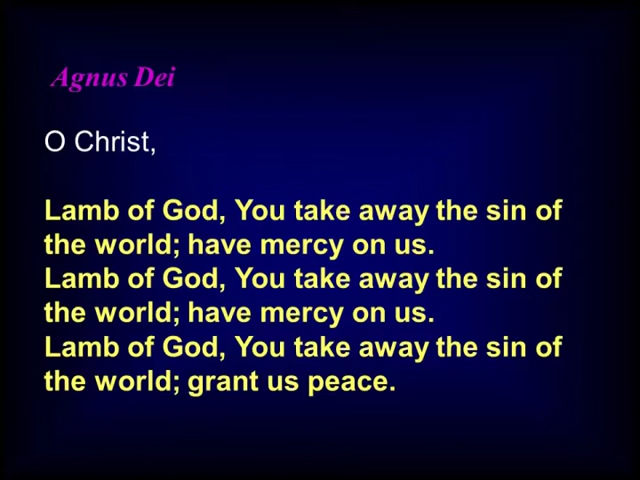 Agnus Dei
O Christ,
Lamb of God, You take away the sin of
the world; have mercy on us.
Lamb of God, You take away the sin of
the world; have mercy on us.
Lamb of God, You take away the sin of
the world; grant us peace.